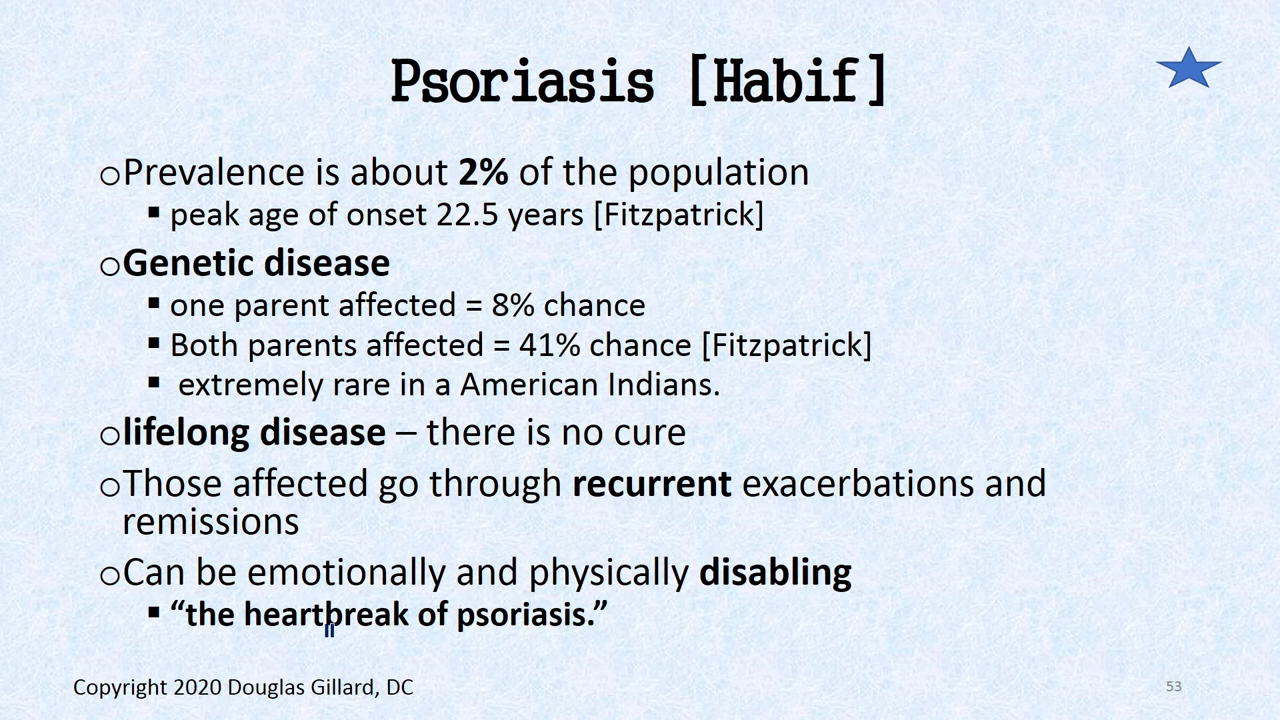 Psoriasis [Habif]
oPrevalence is about 2% of the population
▪ peak age of onset 22.5 years [Fitzpatrick]
oGenetic disease
▪ one parent affected = 8% chance
▪ Both parents affected = 41% chance [Fitzpatrick]
▪ extremely rare in a American Indians.
olifelong disease – there is no cure
oThose affected go through recurrent exacerbations and
remissions
oCan be emotionally and physically disabling
▪ “the heartbreak of psoriasis.”
Copyright 2020 Douglas Gillard, DC
53